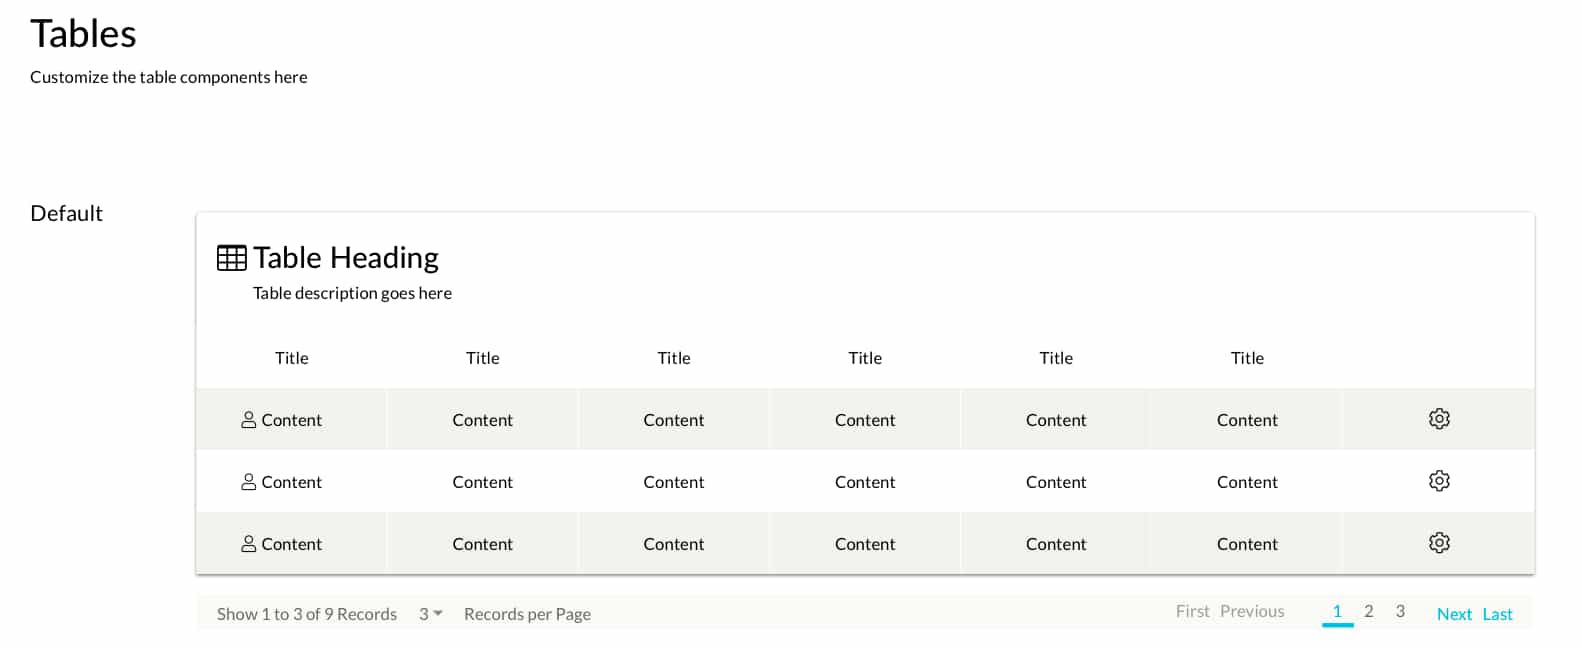 Tables
Customize the table components here
Default
Table Heading
Table description goes here
Title Title Title Title Title Title
Content Content Content Content Content Content
Content Content Content Content Content Content
Content Content Content Content Content Content
Show 1 to 3 of 9 Records 3 Records per Page First Previous 1 2 3 Next Last